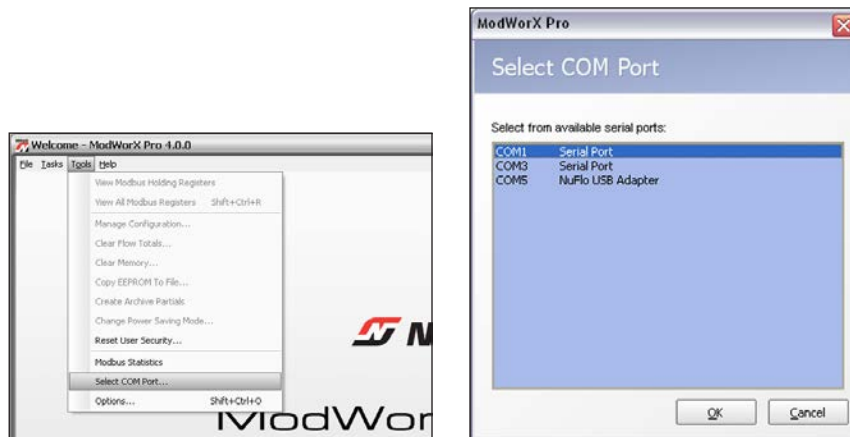 Welcome - ModWorX Pro 4.0.0
File Tasks Tools Help
View Modbus Holding Registers
View All Modbus Registers Shift+Ctrl+R
Manage Configuration...
Clear Flow Totals...
Clear Memory...
Copy EEPROM To File...
Create Archive Partials
Change Power Saving Mode...
Reset User Security...
Modbus Statistics
Select COM Port...
Options... Shift+Ctrl+O
N
ModWor
ModWorX Pro
Select COM Port
Select from available serial ports:
COM1 Serial Port
COM3 Serial Port
COM5 NuFlo USB Adapter
OK Cancel